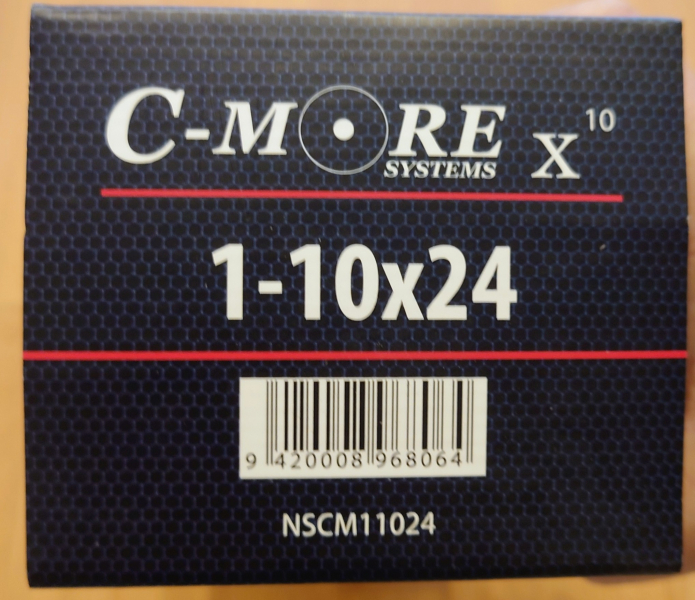 C-MORE X10
SYSTEMS
1-10x24
9 420008 968064
NSCM11024